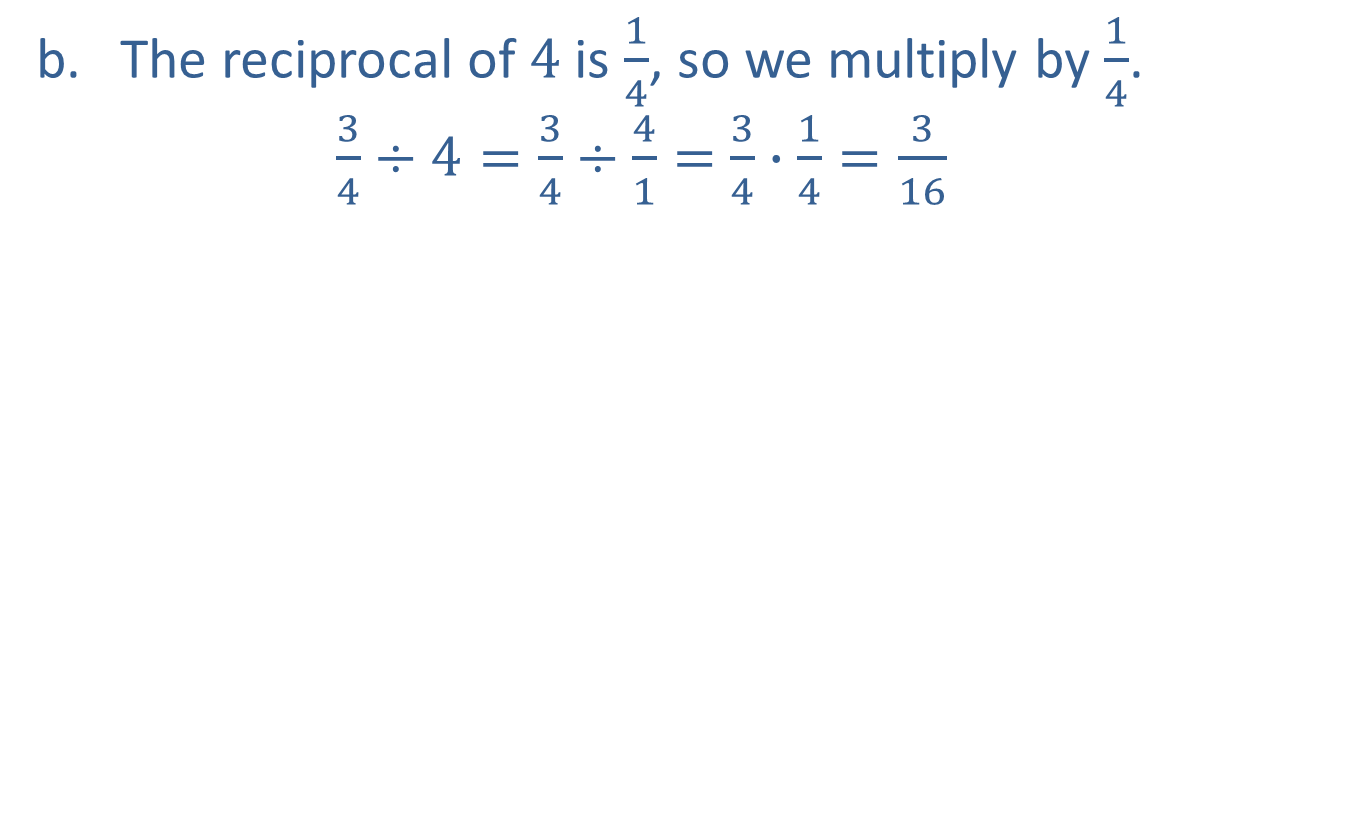 b. The reciprocal of 4 is 1/4, so we multiply by 1/4.
3/4 ÷ 4 = 3/4 ÷ 4/1 = 3/4 · 1/4 = 3/16